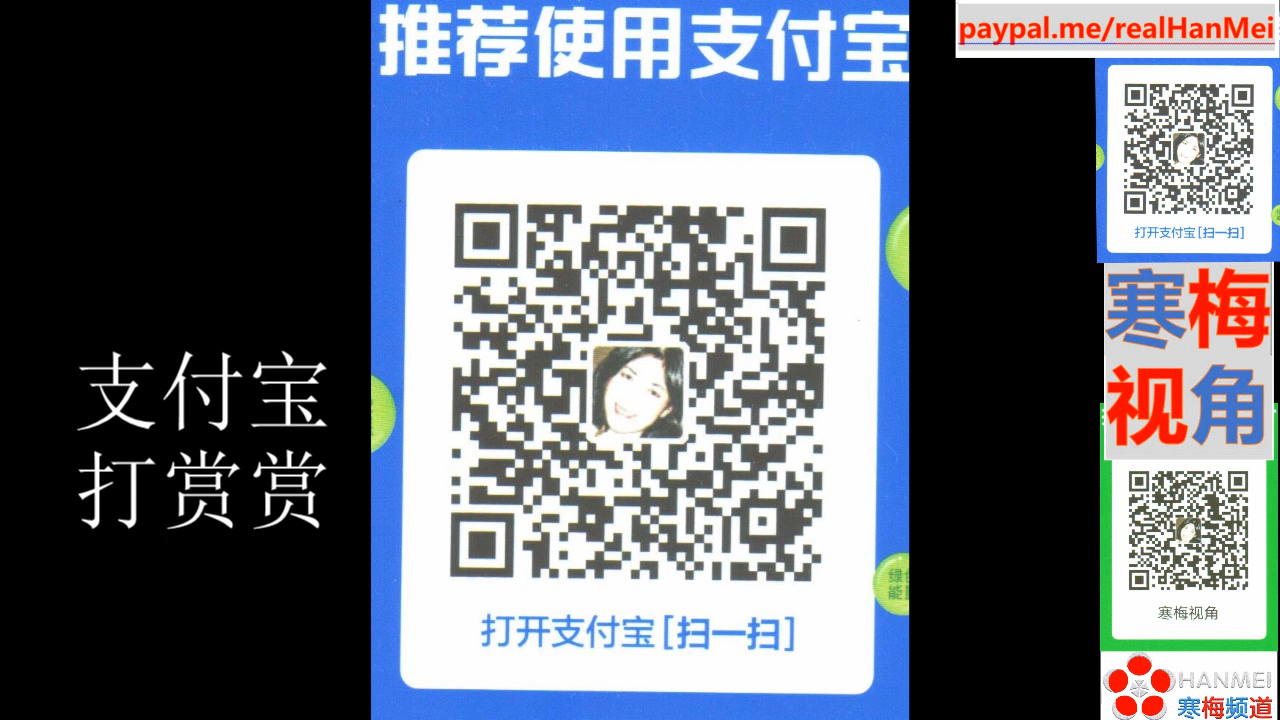 推荐使用支付宝
支付宝
打赏赏
打开支付宝[扫一扫]
paypal.me/realHanMei
打开支付宝[扫一扫]
寒梅
视角
寒梅视角
HANMEI
寒梅频道